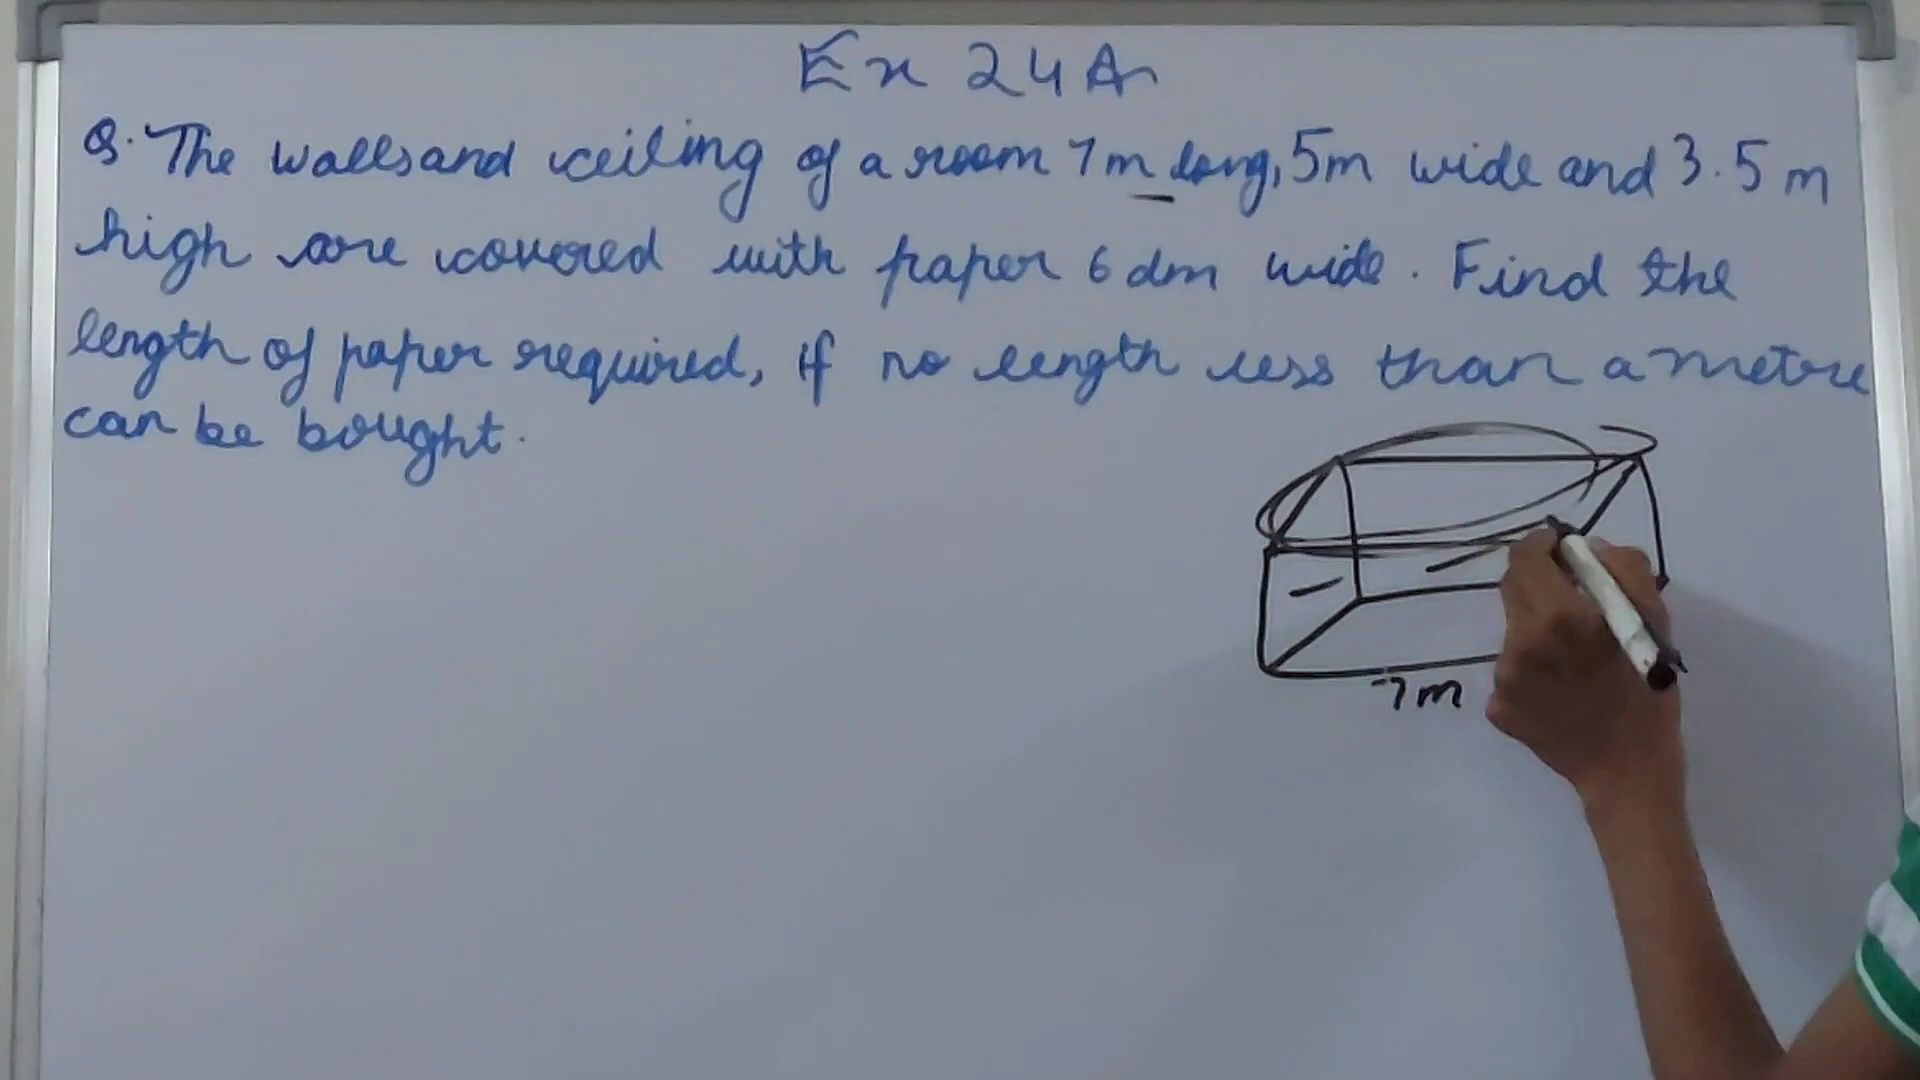 Ex 24A
Q. The walls and ceiling of a room 7m long, 5m wide and 3.5 m
high are covered with paper 6 dm wide. Find the
length of paper required, if no length less than a metre
can be bought.
7m